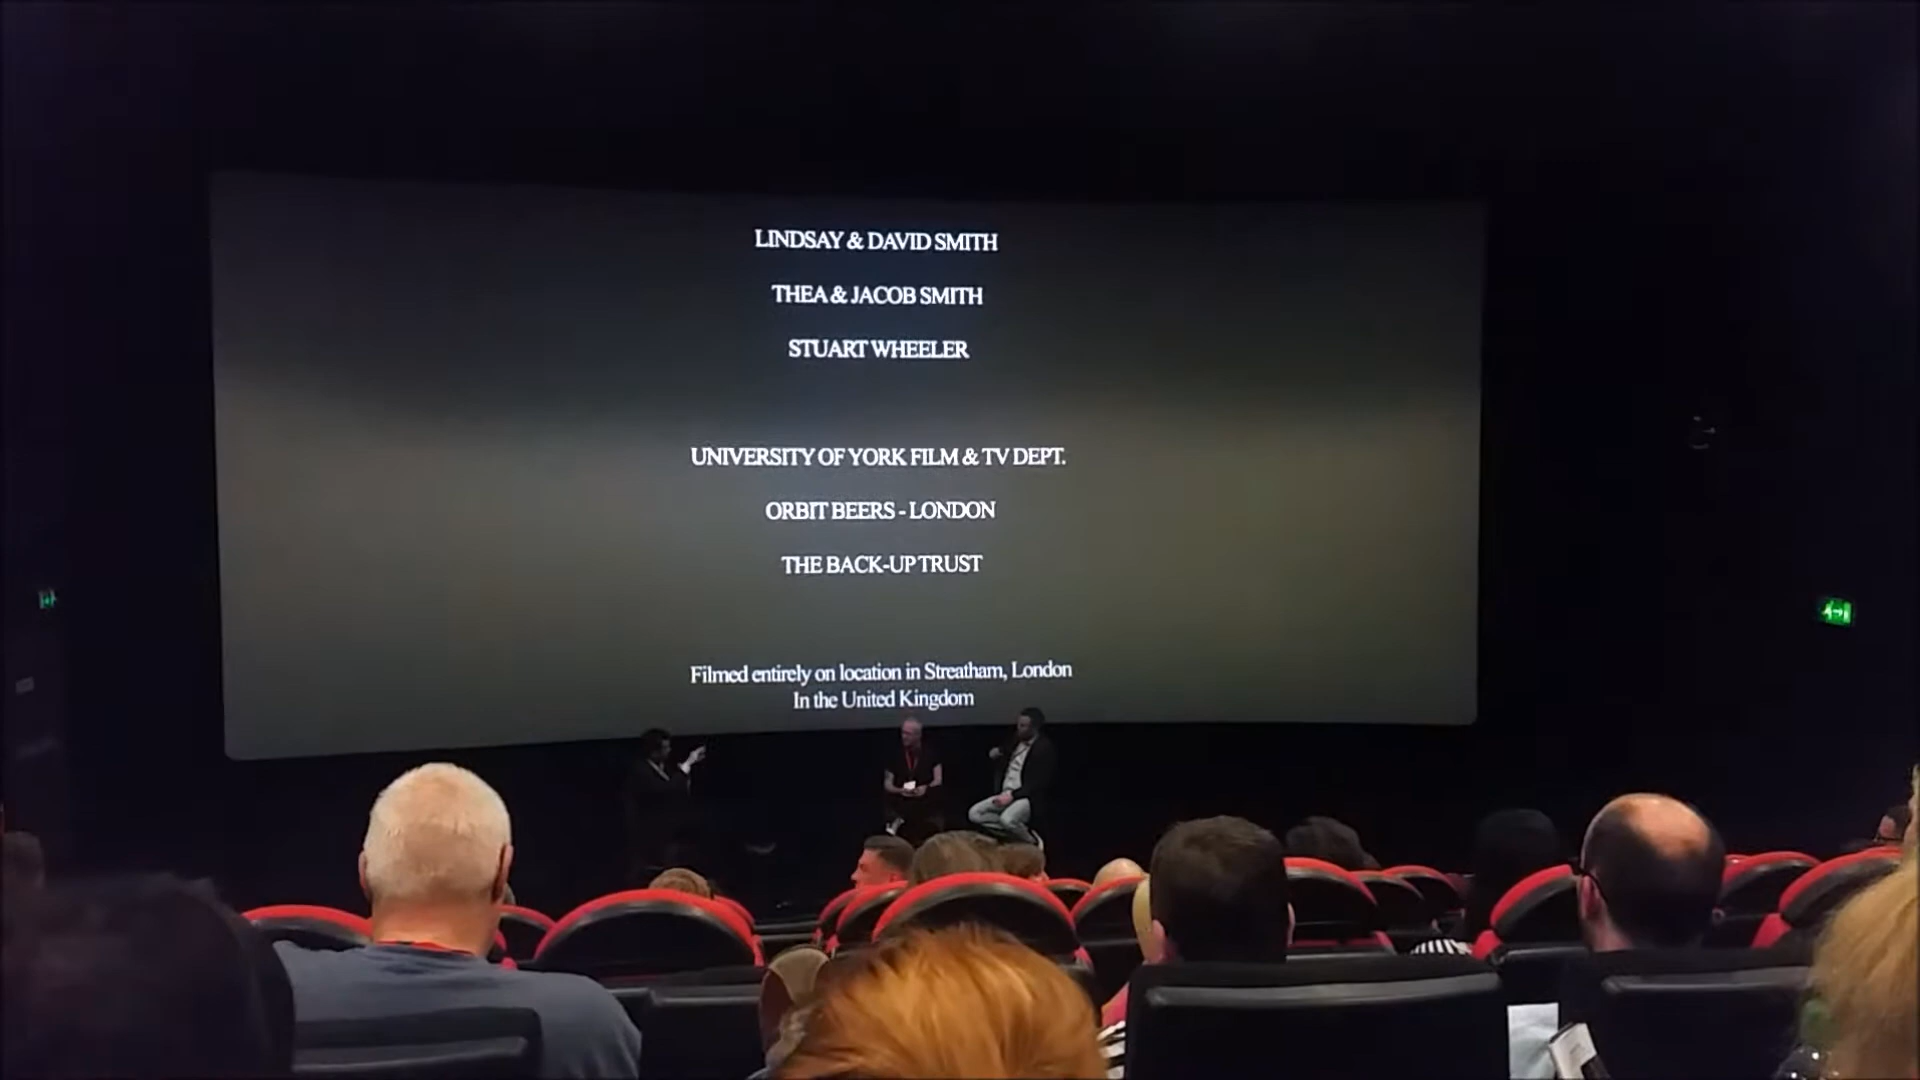 LINDSAY & DAVID SMITH
THEA & JACOB SMITH
STUART WHEELER
UNIVERSITY OF YORK FILM & TV DEPT.
ORBIT BEERS - LONDON
THE BACK-UP TRUST
Filmed entirely on location in Streatham, London
In the United Kingdom